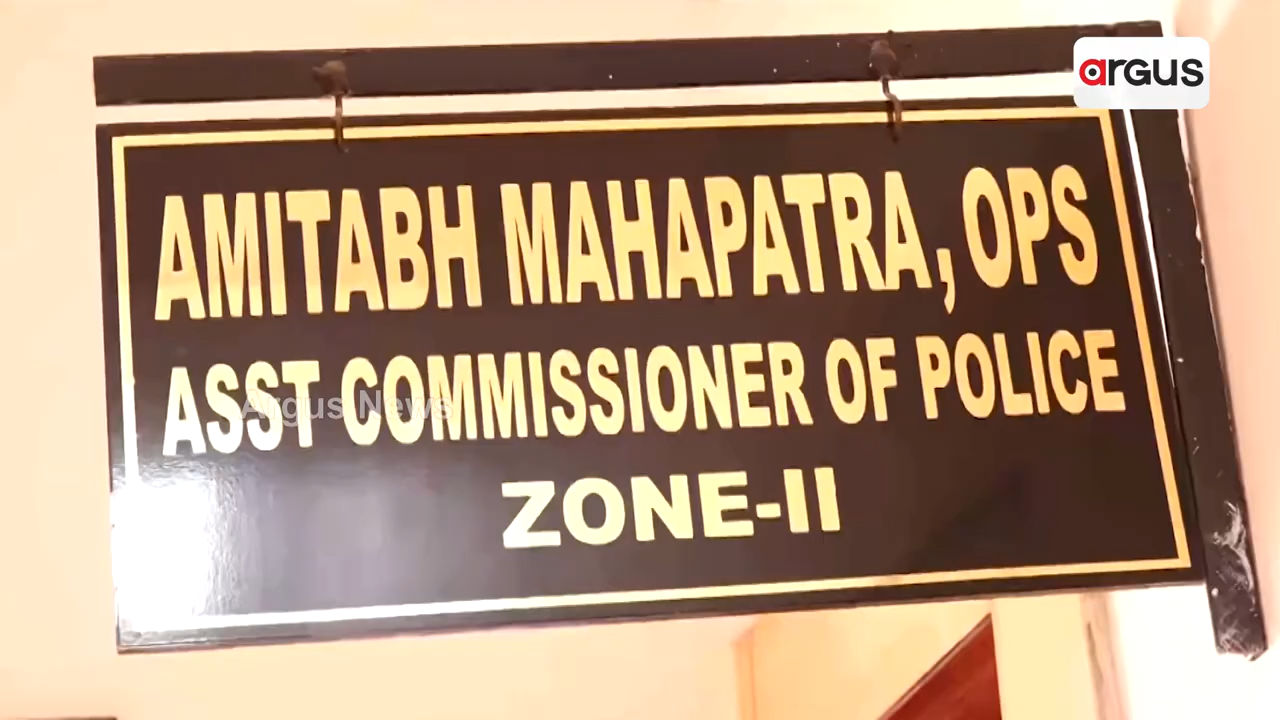 argus
AMITABH MAHAPATRA, OPS
ASST COMMISSIONER OF POLICE
Argus News
ZONE-II